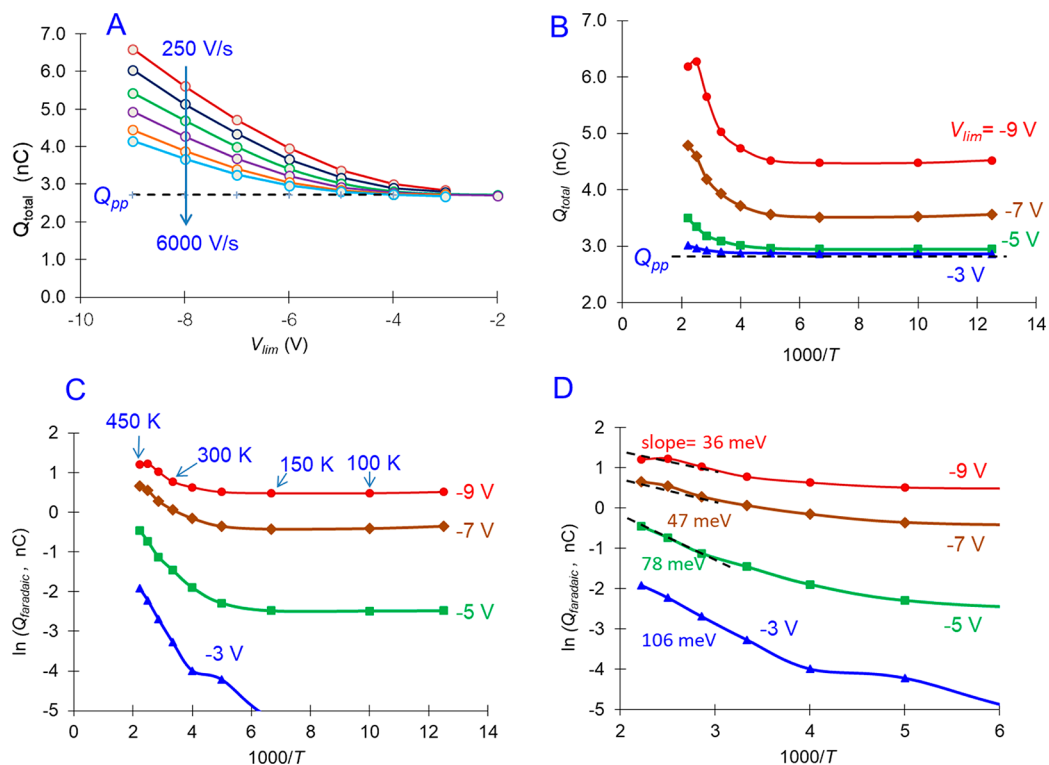 A
7.0
6.0
5.0
4.0
3.0
2.0
1.0
0.0
Q total (nC)
250 V/s
Qpp
6000 V/s
-10
-8
-6
-4
-2
Vlim (V)
B
7.0
6.0
5.0
4.0
3.0
2.0
Qtotal (nC)
Vlim= -9 V
-7 V
-5 V
Qpp
-3 V
0
2
4
6
8
10
12
14
1000/T
C
2
1
0
-1
-2
-3
-4
-5
ln (Qfaradaic , nC)
450 K
300 K
150 K
100 K
-9 V
-7 V
-5 V
-3 V
0
2
4
6
8
10
12
14
1000/T
D
2
1
0
-1
-2
-3
-4
-5
ln (Qfaradaic , nC)
slope= 36 meV
-9 V
47 meV
-7 V
78 meV
-5 V
106 meV
-3 V
2
3
4
5
6
1000/T